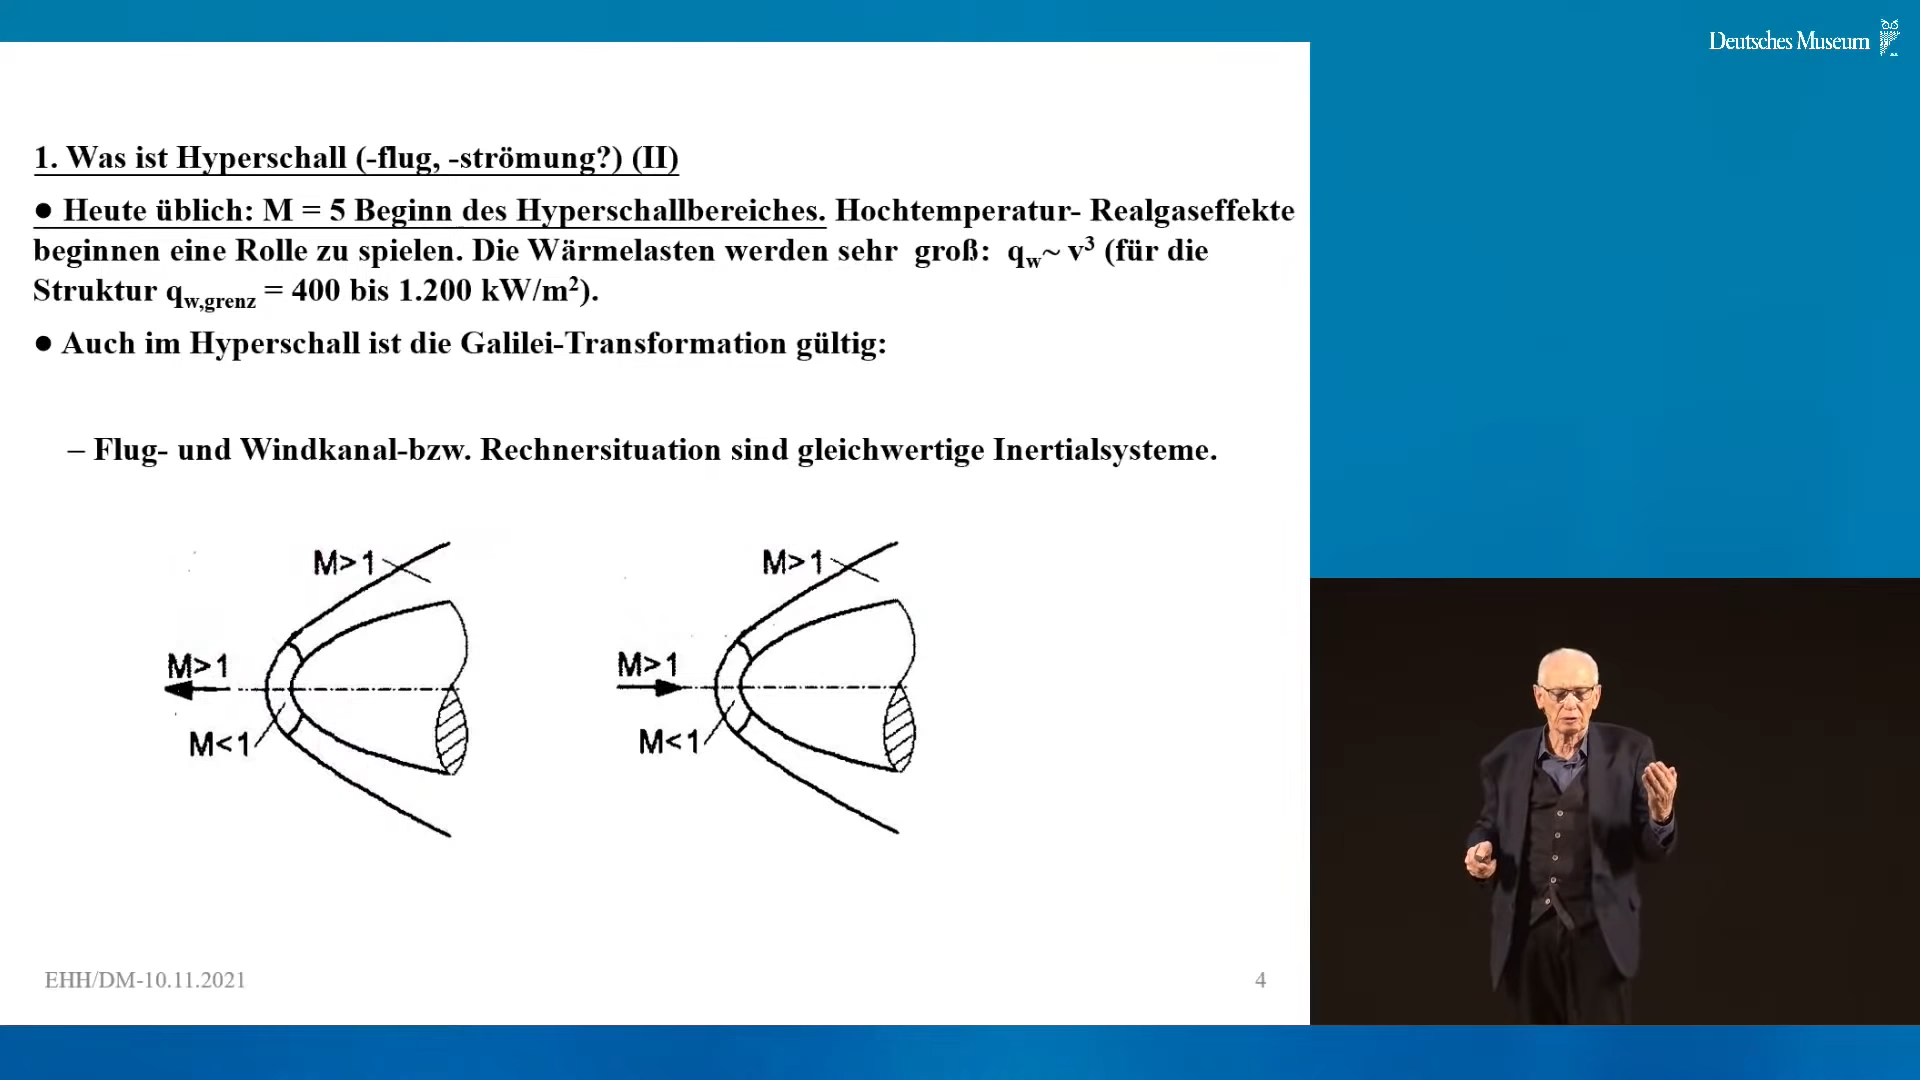 Deutsches Museum
1. Was ist Hyperschall (-flug, -strömung?) (II)
● Heute üblich: M = 5 Beginn des Hyperschallbereiches. Hochtemperatur- Realgaseffekte
beginnen eine Rolle zu spielen. Die Wärmelasten werden sehr groß: q_w~ v³ (für die
Struktur q_w,grenz = 400 bis 1.200 kW/m²).
● Auch im Hyperschall ist die Galilei-Transformation gültig:
– Flug- und Windkanal-bzw. Rechnersituation sind gleichwertige Inertialsysteme.
M>1
M>1
M<1
M>1
M>1
M<1
EHH/DM-10.11.2021
4